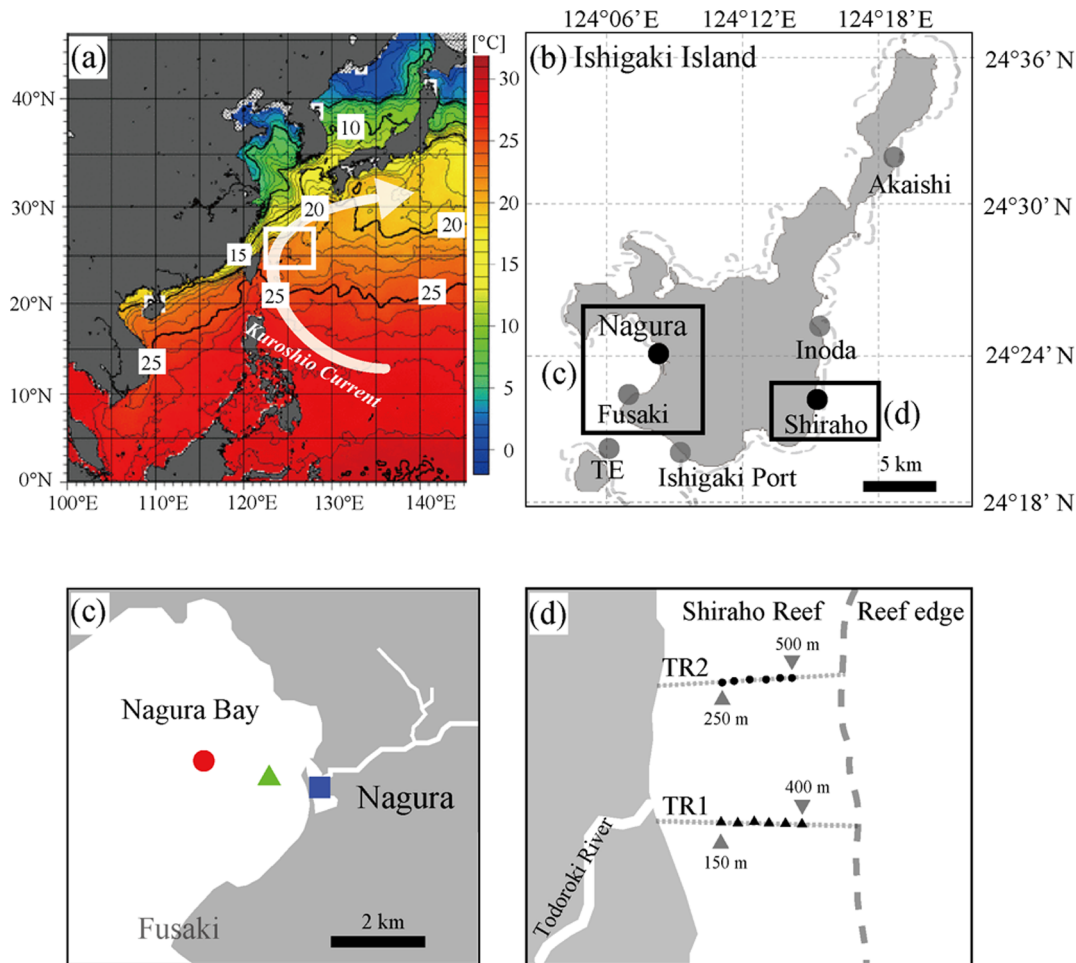 (a)
[°C]
40°N
30°N
20°N
10°N
0°N
100°E
110°E
120°E
130°E
140°E
10
20
20
15
25
25
25
Kuroshio Current
30
25
20
15
10
5
0
124°06’E
124°12’E
124°18’E
(b) Ishigaki Island
24°36’ N
24°30’ N
24°24’ N
24°18’ N
Akaishi
Nagura
Inoda
(c)
Fusaki
Shiraho
(d)
TE
Ishigaki Port
5 km
(c)
Nagura Bay
Nagura
Fusaki
2 km
(d)
Shiraho Reef
Reef edge
500 m
TR2
250 m
400 m
TR1
150 m
Todoroki River